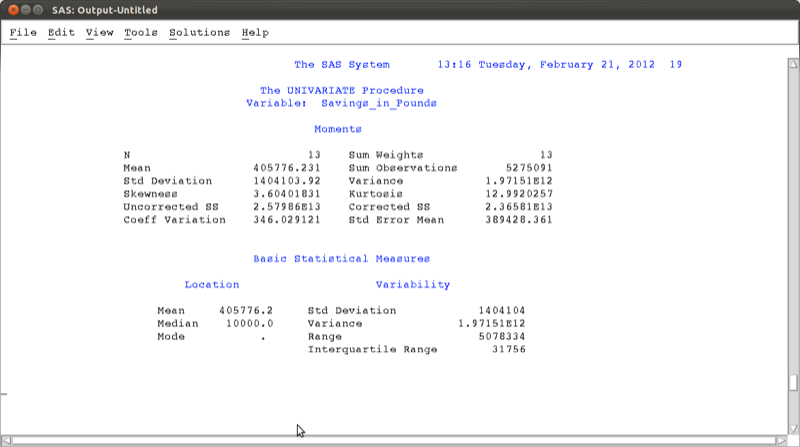 SAS: Output-Untitled
File Edit View Tools Solutions Help
The SAS System 13:16 Tuesday, February 21, 2012 19
The UNIVARIATE Procedure
Variable: Savings_in_Pounds
Moments
N 13 Sum Weights 13
Mean 405776.231 Sum Observations 5275091
Std Deviation 1404103.92 Variance 1.97151E12
Skewness 3.60401831 Kurtosis 12.9920257
Uncorrected SS 2.57986E13 Corrected SS 2.36581E13
Coeff Variation 346.029121 Std Error Mean 389428.361
Basic Statistical Measures
Location Variability
Mean 405776.2 Std Deviation 1404104
Median 10000.0 Variance 1.97151E12
Mode . Range 5078334
Interquartile Range 31756